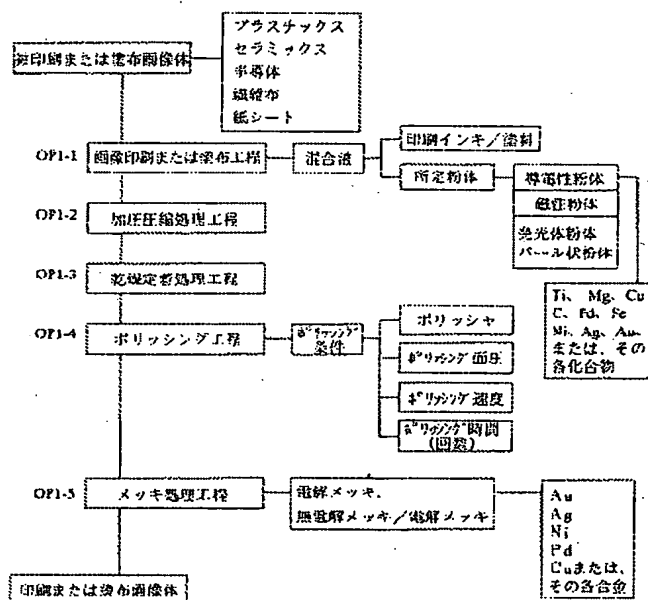 プラスチックス
セラミックス
半導体
繊維布
紙シート
被印刷または塗布画像体
印刷インキ/塗料
OP1-1
画像印刷または塗布工程
混合液
所定粉体
導電性粉体
磁性粉体
発光体粉体
パール状粉体
OP1-2
加圧圧縮処理工程
OP1-3
乾燥定着処理工程
Ti、Mg、Cu
C、Pd、Fe
Ni、Ag、Au、
または、その
各化合物
OP1-4
ポリッシング工程
ポリッシング
条件
ポリッシャ
ポリッシング面圧
ポリッシング速度
ポリッシング時間
(回数)
OP1-5
メッキ処理工程
電解メッキ、
無電解メッキ/電解メッキ
Au
Ag
Ni
Pd
Cuまたは、
その各合金
印刷または塗布画像体